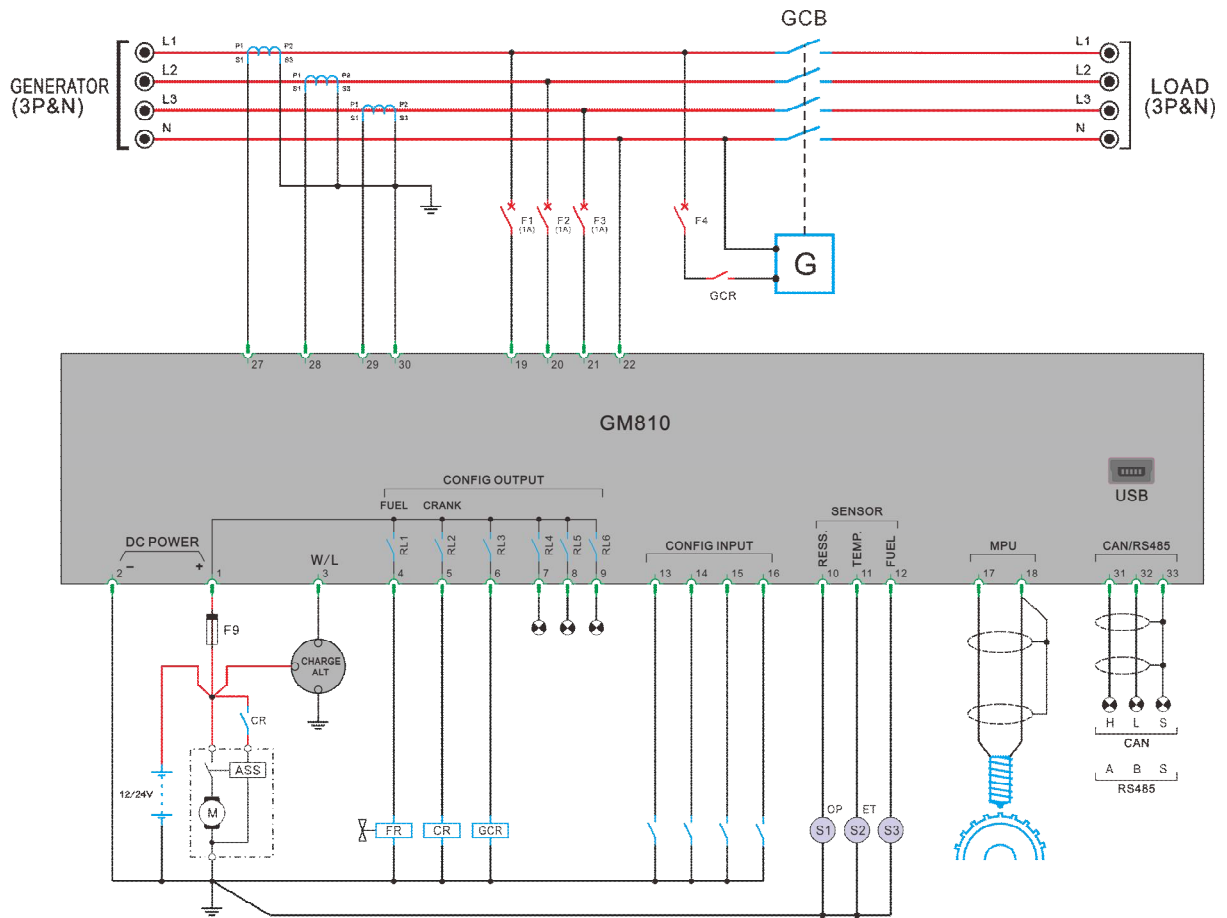 GCB
L1 P1 P2 L1
S1 S3
GENERATOR
(3P&N)
L2 P1 P2 L2
S1 S3
LOAD
(3P&N)
L3 P1 P2 L3
S1 S3
N N
F1
(1A)
F2
(1A)
F3
(1A)
F4
G
GCR
27 28 29 30 19 20 21 22
GM810
USB
CONFIG OUTPUT
FUEL CRANK
RL1 RL2 RL3 RL4 RL5 RL6
DC POWER
- +
W/L
CONFIG INPUT
SENSOR
RESS. TEMP. FUEL
MPU
CAN/RS485
2 1 3 4 5 6 7 8 9 13 14 15 16 10 11 12 17 18 31 32 33
F9
CHARGE
ALT
CR
ASS
12/24V
M
FR CR GCR
OP ET
S1 S2 S3
H L S
CAN
A B S
RS485